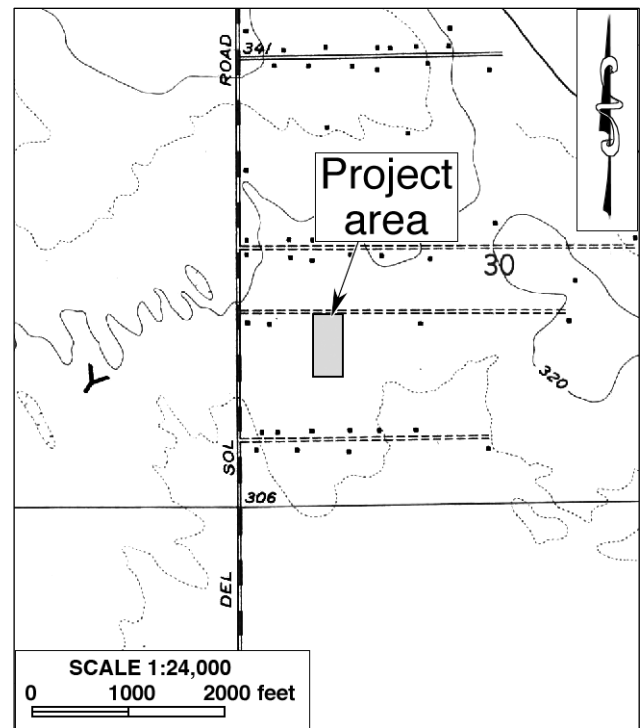 ROAD
341
Project
area
30
320
SOL
306
DEL
SCALE 1:24,000
0 1000 2000 feet